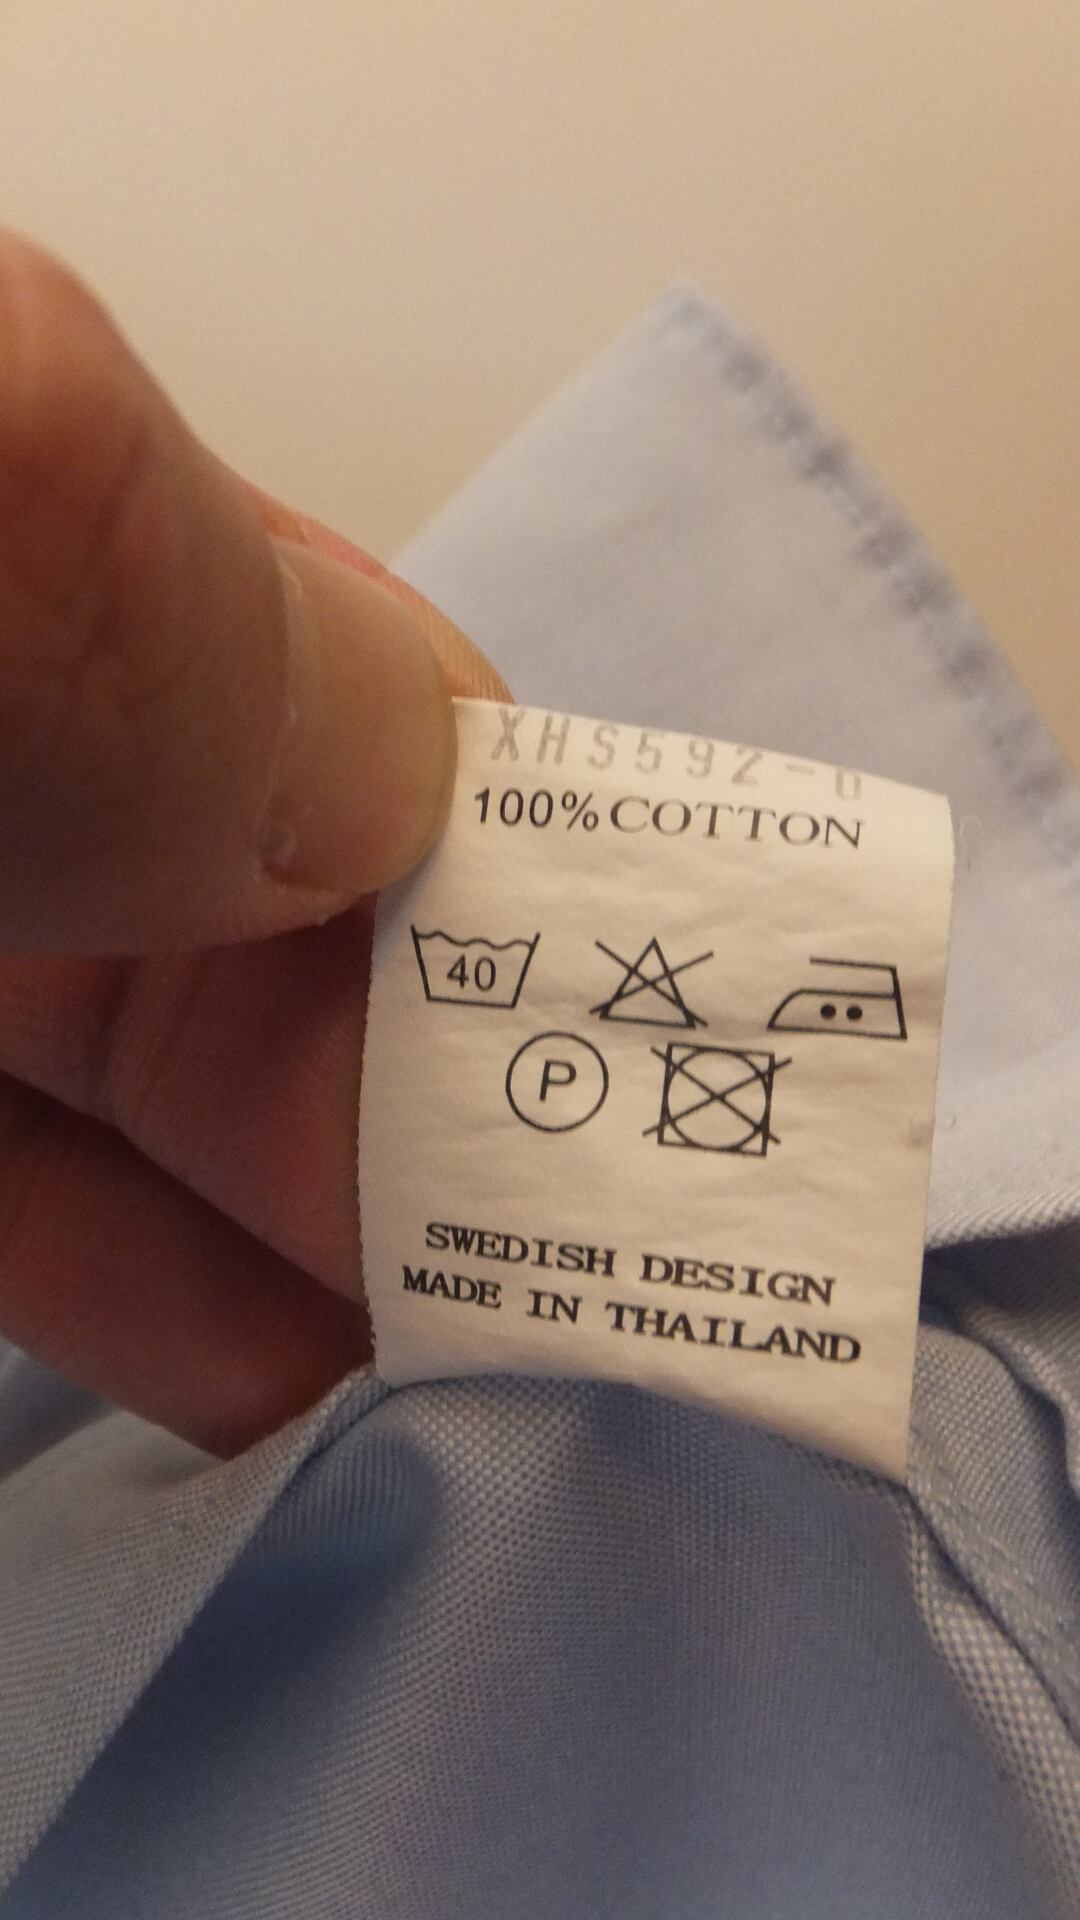 XHS592-0
100% COTTON
40
P
SWEDISH DESIGN
MADE IN THAILAND